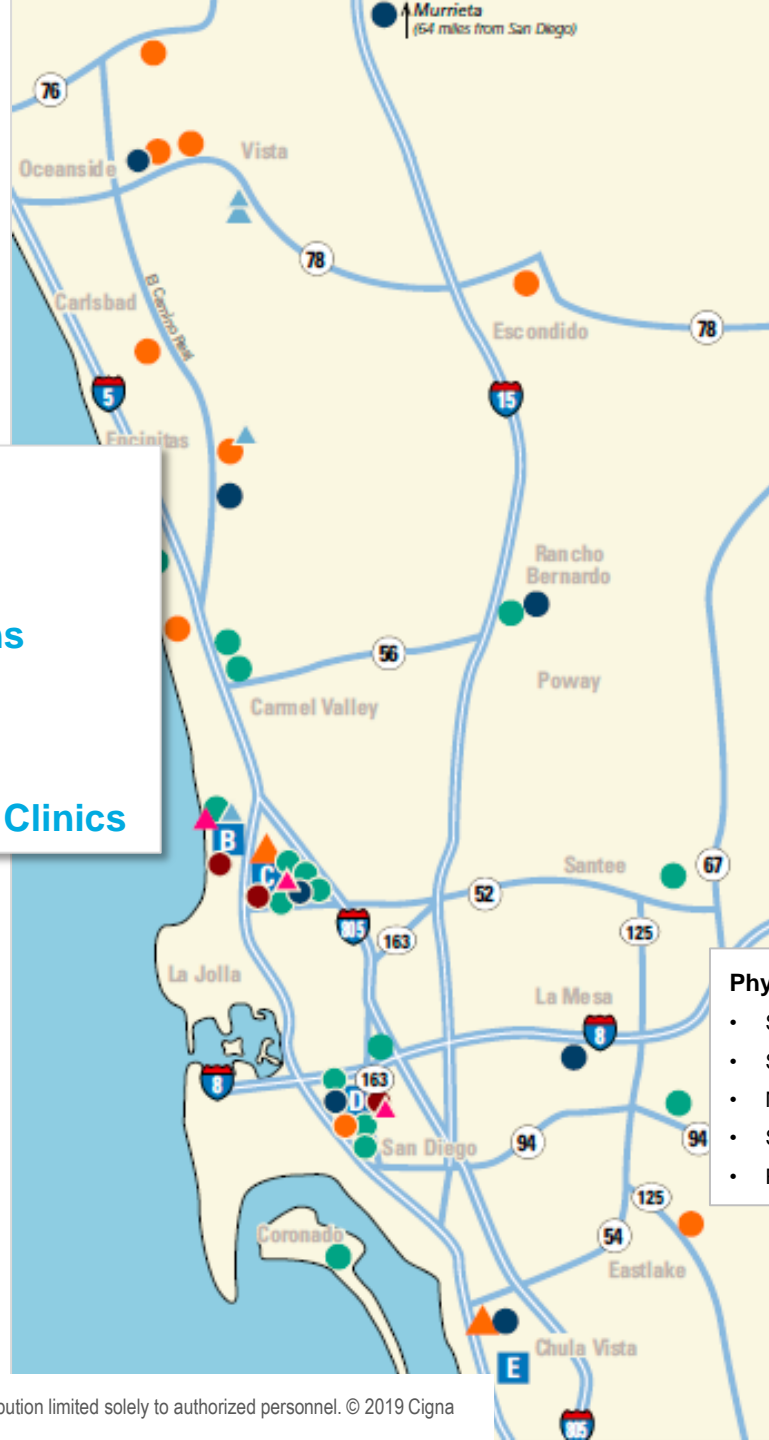 Murrieta
(64 miles from San Diego)
76
Vista
Oceanside
78
Carlsbad
El Camino Real
Escondido
78
5
15
Encinitas
Rancho
Bernardo
56
Poway
Carmel Valley
Clinics
B
C
Santee
67
52
805
163
125
La Jolla
La Mesa
8
8
163
D
San Diego
94
94
125
Coronado
54
Eastlake
E
Chula Vista
805
limited solely to authorized personnel. © 2019 Cigna